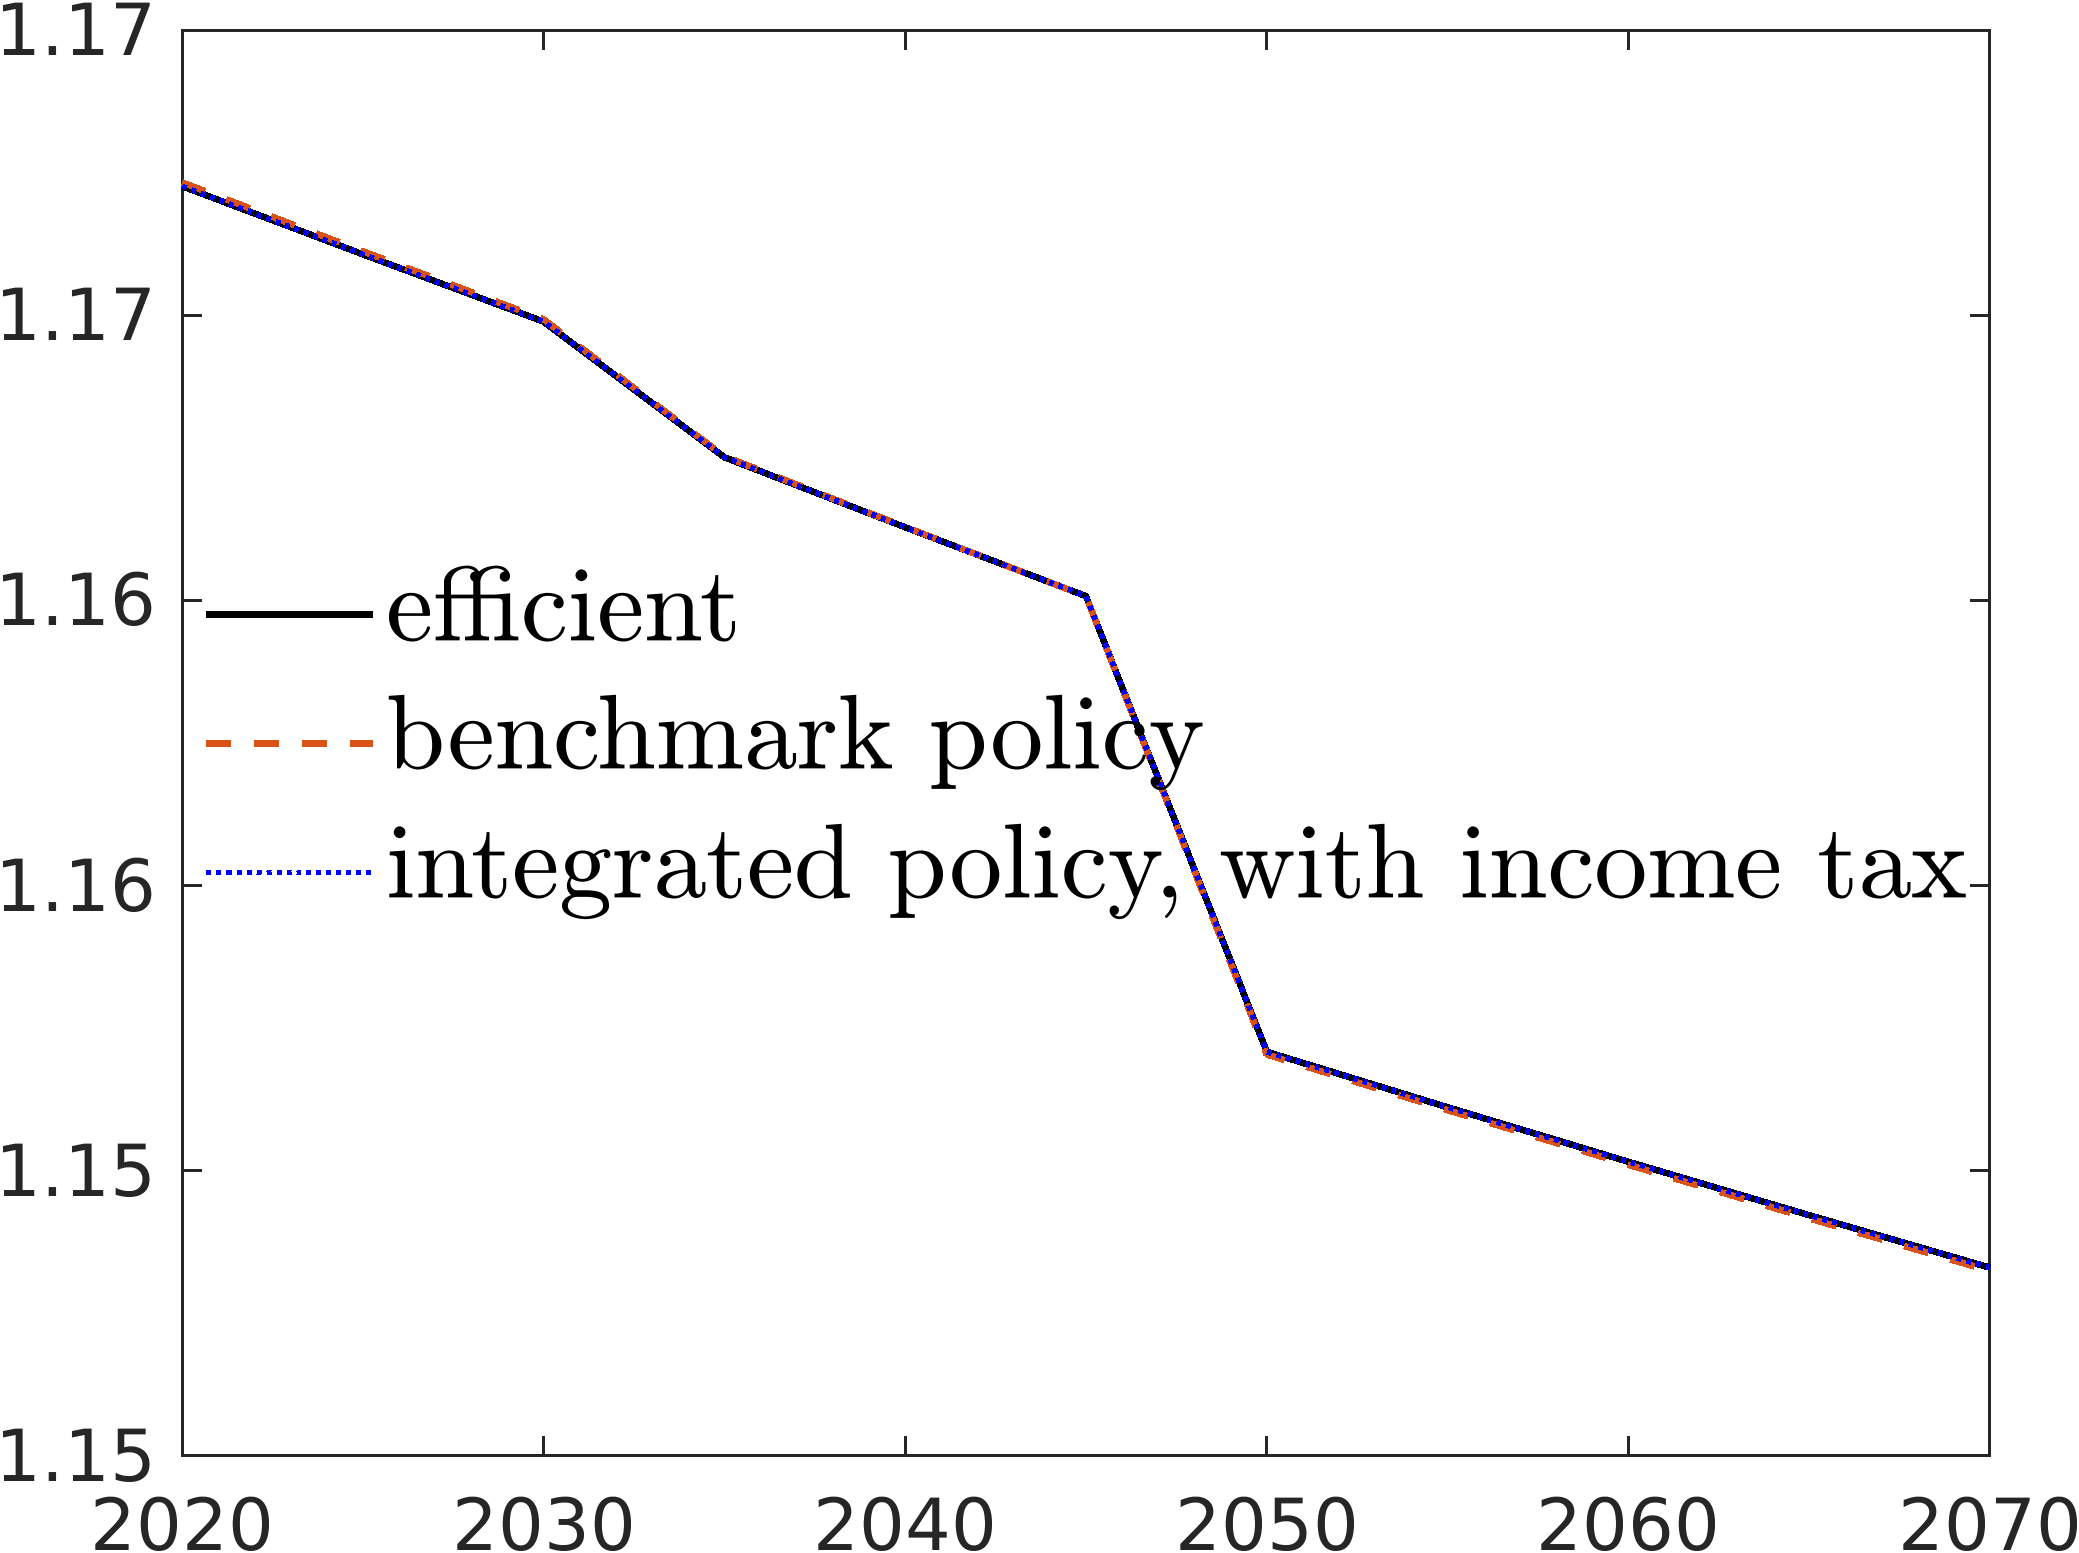 1.17
1.17
1.16
efficient
benchmark policy
integrated policy, with income tax
1.16
1.15
1.15
2020 2030 2040 2050 2060 2070